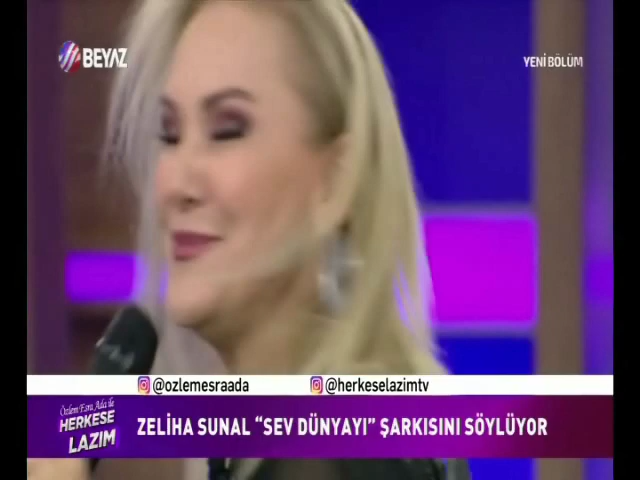 BEYAZ
YENİ BÖLÜM
@ozlemesraada
@herkeselazimtv
Özlem Esra Ada ile
HERKESE
LAZIM
ZELİHA SUNAL “SEV DÜNYAYI” ŞARKISINI SÖYLÜYOR